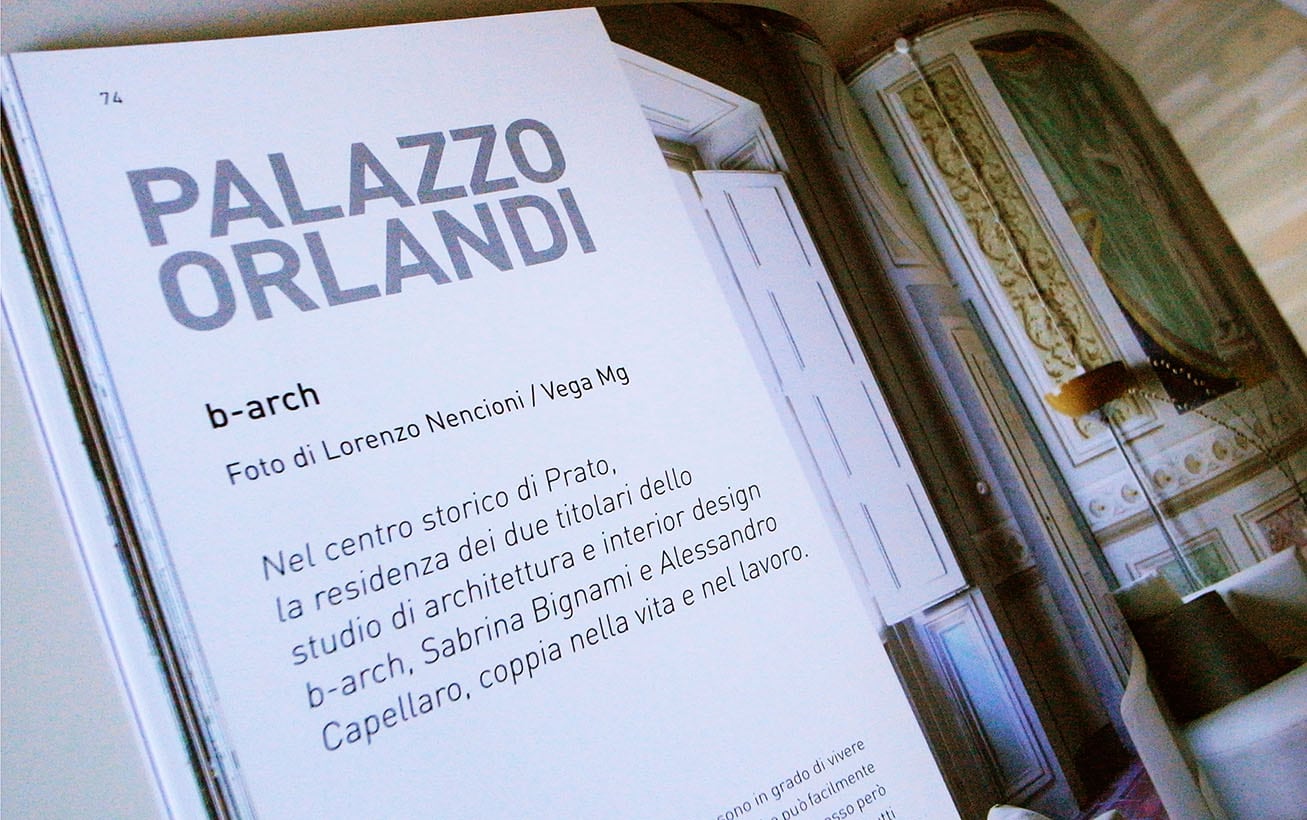 74
PALAZZO
ORLANDI
b-arch
Foto di Lorenzo Nencioni / Vega Mg
Nel centro storico di Prato,
la residenza dei due titolari dello
studio di architettura e interior design
b-arch, Sabrina Bignami e Alessandro
Capellaro, coppia nella vita e nel lavoro.
sono in grado di vivere
può facilmente
però